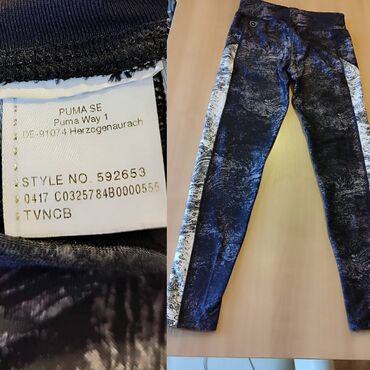 PUMA SE
Puma Way 1
DE-91074 Herzogenaurach
STYLE NO. 592653
0417 C0325784B0000555
TVNCB